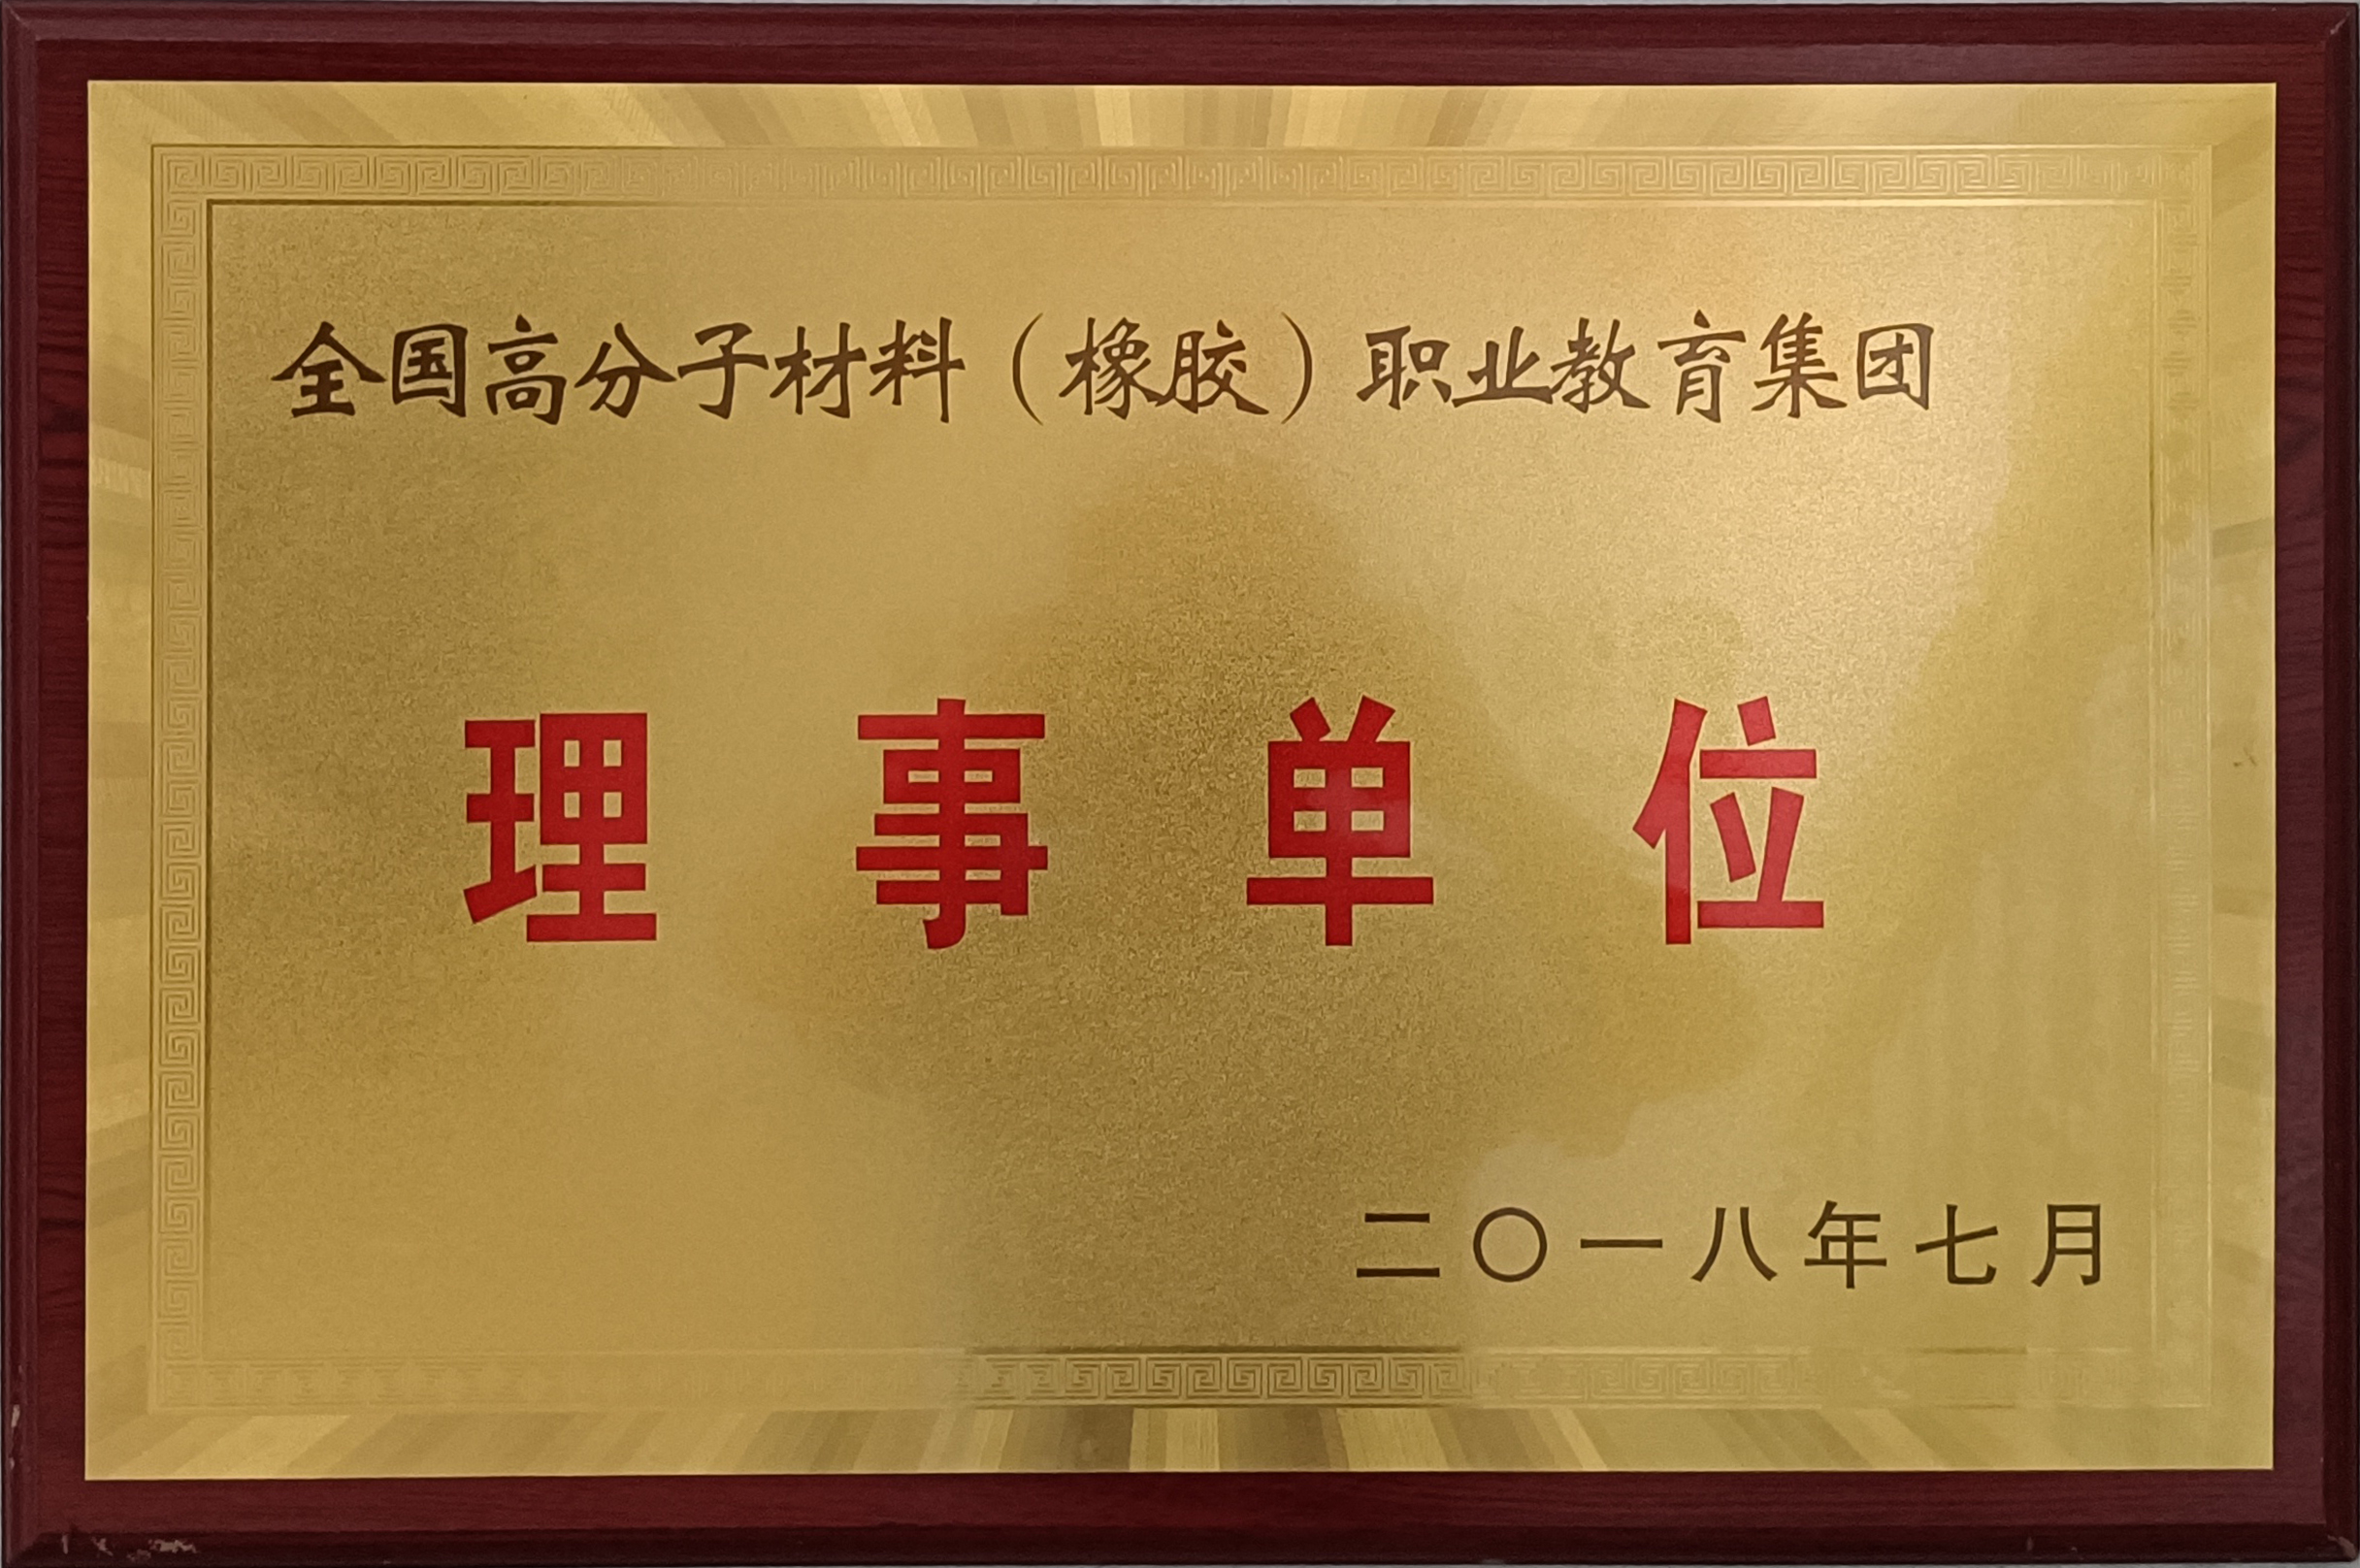 全国高分子材料（橡胶）职业教育集团
理事单位
二〇一八年七月